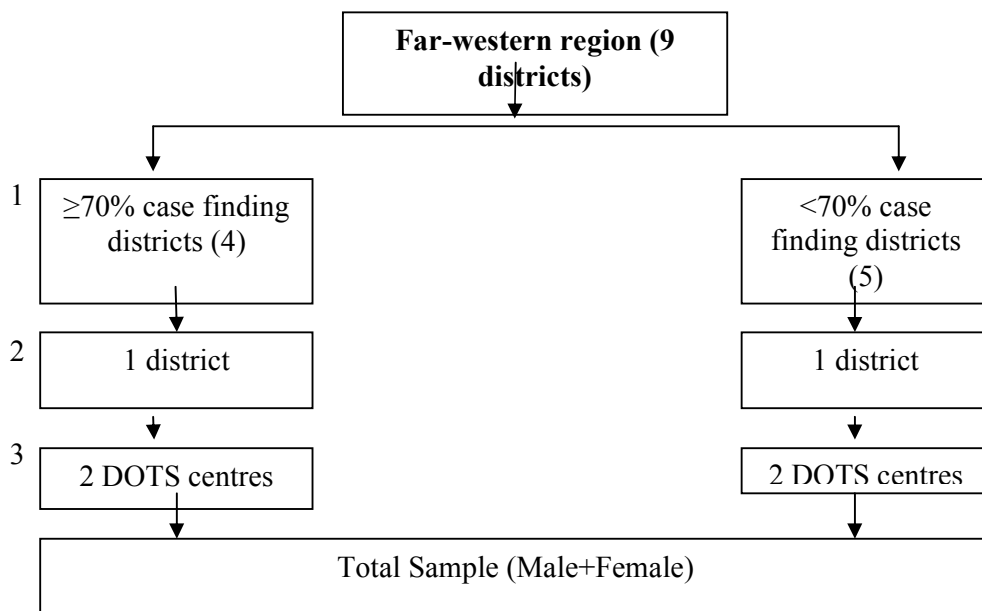 Far-western region (9
districts)
1
≥70% case finding
districts (4)
<70% case
finding districts
(5)
2
1 district
1 district
3
2 DOTS centres
2 DOTS centres
Total Sample (Male+Female)